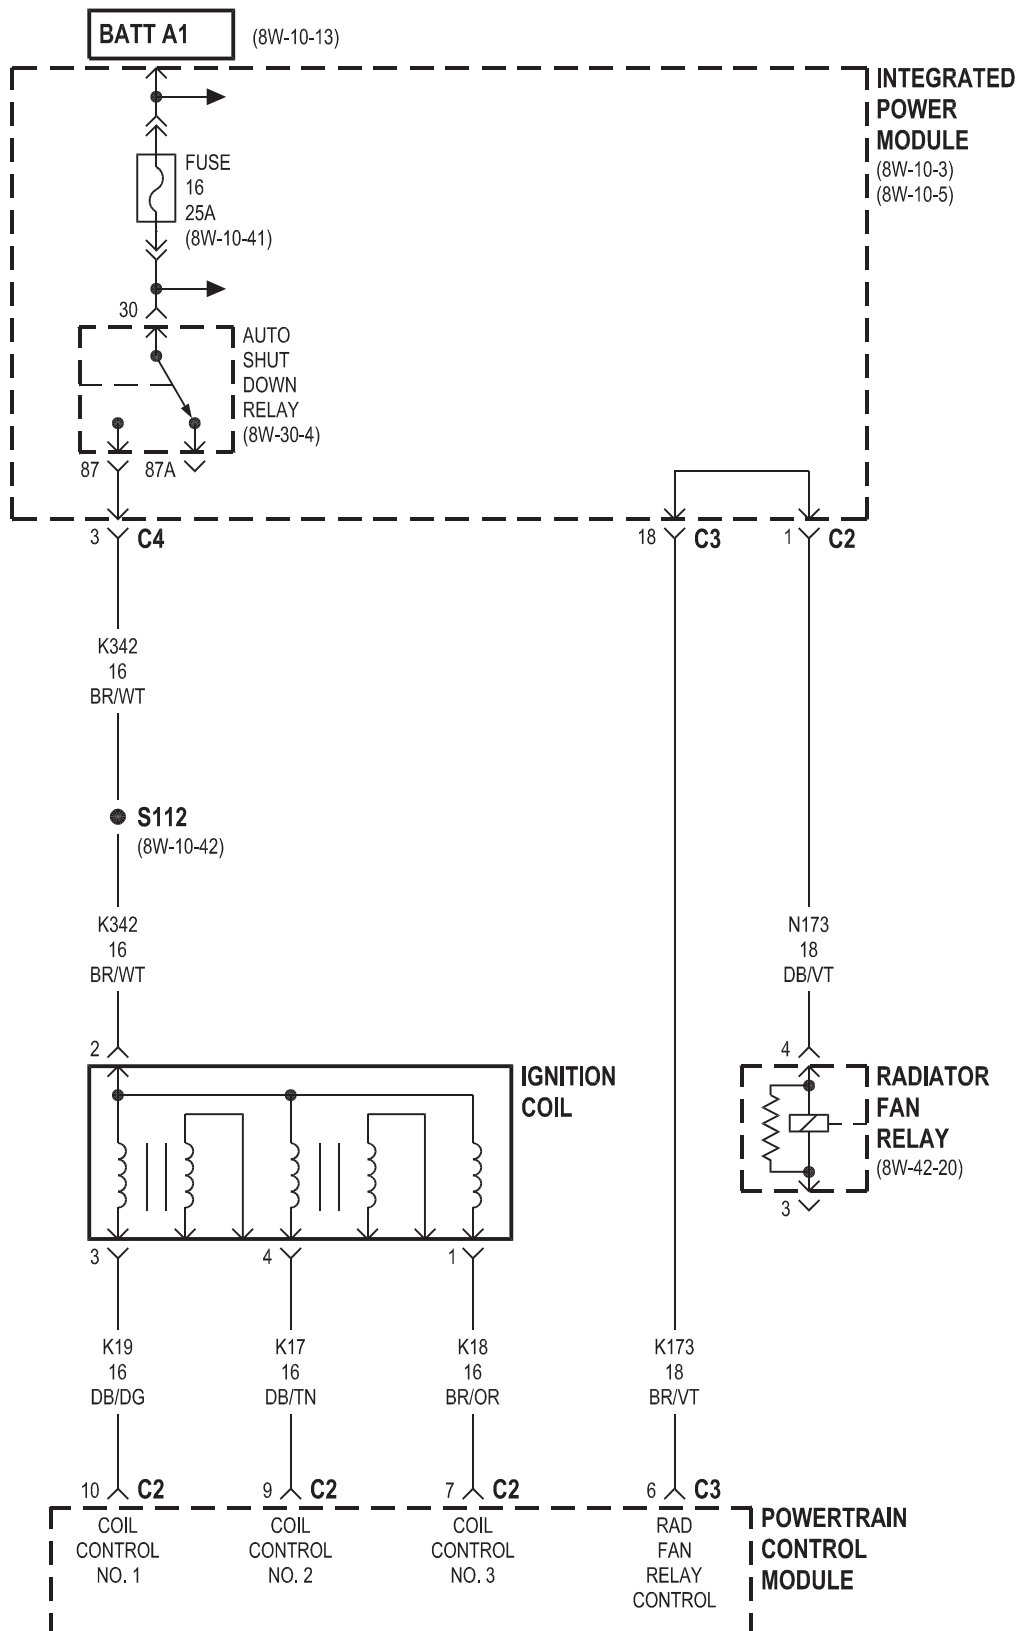 BATT A1
(8W-10-13)
INTEGRATED
POWER
MODULE
(8W-10-3)
(8W-10-5)
FUSE
16
25A
(8W-10-41)
30
AUTO
SHUT
DOWN
RELAY
(8W-30-4)
87
87A
3
C4
18
C3
1
C2
K342
16
BR/WT
S112
(8W-10-42)
K342
16
BR/WT
N173
18
DB/VT
2
4
IGNITION
COIL
RADIATOR
FAN
RELAY
(8W-42-20)
3
3
4
1
K19
16
DB/DG
K17
16
DB/TN
K18
16
BR/OR
K173
18
BR/VT
10
C2
9
C2
7
C2
6
C3
COIL
CONTROL
NO. 1
COIL
CONTROL
NO. 2
COIL
CONTROL
NO. 3
RAD
FAN
RELAY
CONTROL
POWERTRAIN
CONTROL
MODULE